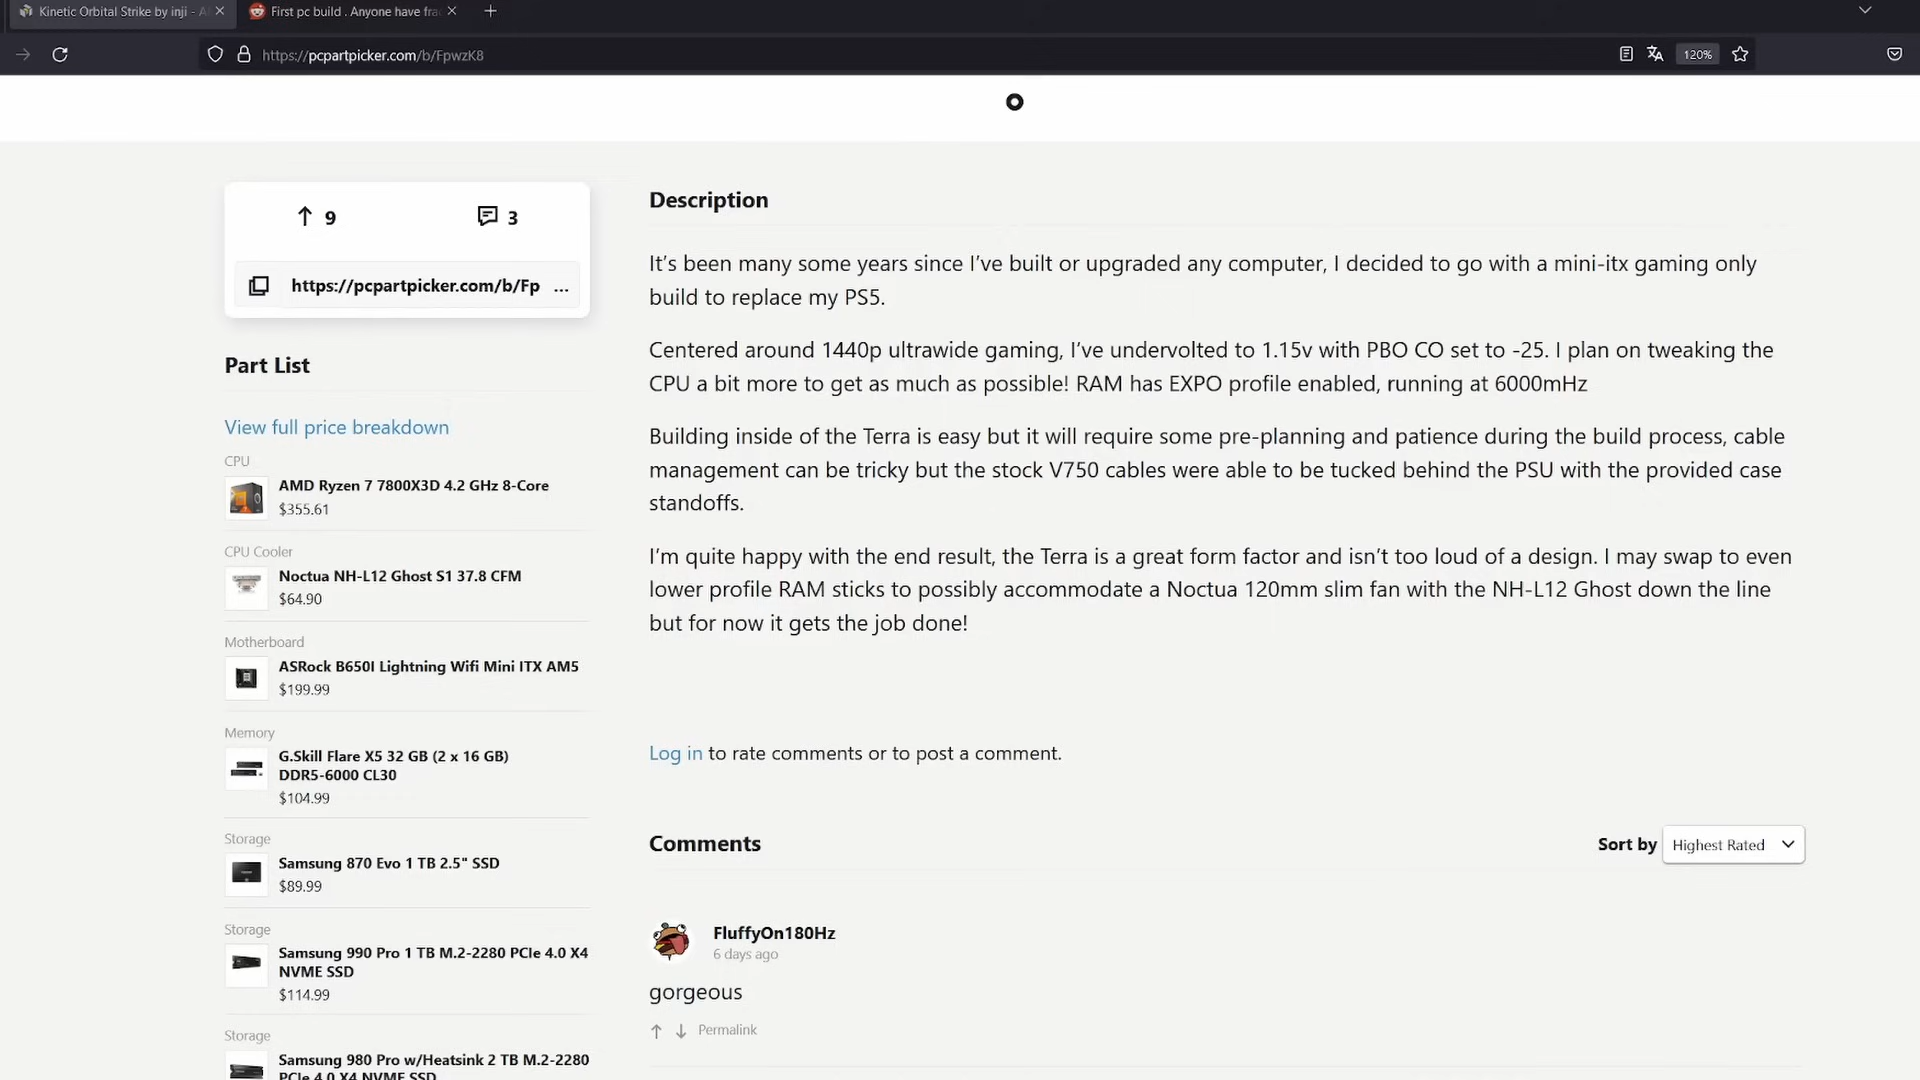 Kinetic Orbital Strike by inji - A
First pc build . Anyone have fra
https://pcpartpicker.com/b/FpwzK8
120%
9
3
https://pcpartpicker.com/b/Fp ...
Part List
View full price breakdown
CPU
AMD Ryzen 7 7800X3D 4.2 GHz 8-Core
$355.61
CPU Cooler
Noctua NH-L12 Ghost S1 37.8 CFM
$64.90
Motherboard
ASRock B650I Lightning Wifi Mini ITX AM5
$199.99
Memory
G.Skill Flare X5 32 GB (2 x 16 GB)
DDR5-6000 CL30
$104.99
Storage
Samsung 870 Evo 1 TB 2.5" SSD
$89.99
Storage
Samsung 990 Pro 1 TB M.2-2280 PCIe 4.0 X4
NVME SSD
$114.99
Storage
Samsung 980 Pro w/Heatsink 2 TB M.2-2280
PCIe 4.0 X4 NVME SSD
Description
It’s been many some years since I’ve built or upgraded any computer, I decided to go with a mini-itx gaming only
build to replace my PS5.
Centered around 1440p ultrawide gaming, I’ve undervolted to 1.15v with PBO CO set to -25. I plan on tweaking the
CPU a bit more to get as much as possible! RAM has EXPO profile enabled, running at 6000mHz
Building inside of the Terra is easy but it will require some pre-planning and patience during the build process, cable
management can be tricky but the stock V750 cables were able to be tucked behind the PSU with the provided case
standoffs.
I’m quite happy with the end result, the Terra is a great form factor and isn’t too loud of a design. I may swap to even
lower profile RAM sticks to possibly accommodate a Noctua 120mm slim fan with the NH-L12 Ghost down the line
but for now it gets the job done!
Log in to rate comments or to post a comment.
Comments
Sort by Highest Rated
FluffyOn180Hz
6 days ago
gorgeous
Permalink